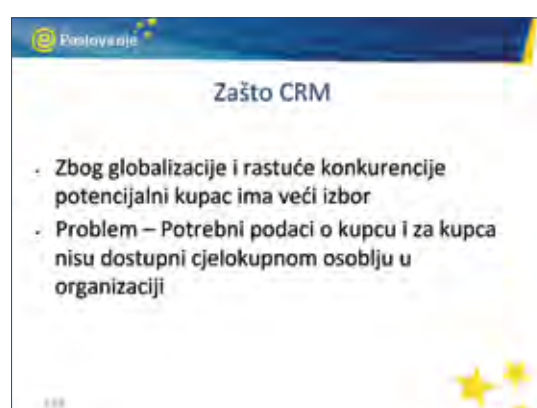 Poslovanje
Zašto CRM
Zbog globalizacije i rastuće konkurencije
potencijalni kupac ima veći izbor
Problem – Potrebni podaci o kupcu i za kupca
nisu dostupni cjelokupnom osoblju u
organizaciji